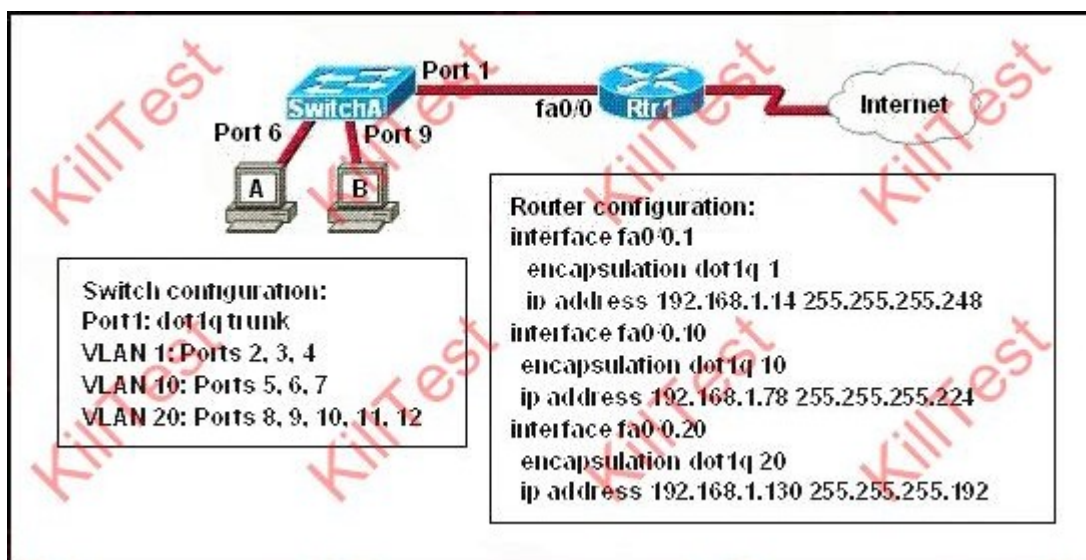 Port 1
SwitchA
fa0/0
Rtr1
Internet
Port 6
Port 9
A
B
Switch configuration:
Port1: dot1q trunk
VLAN 1: Ports 2, 3, 4
VLAN 10: Ports 5, 6, 7
VLAN 20: Ports 8, 9, 10, 11, 12
Router configuration:
interface fa0/0.1
encapsulation dot1q 1
ip address 192.168.1.14 255.255.255.248
interface fa0/0.10
encapsulation dot1q 10
ip address 192.168.1.78 255.255.255.224
interface fa0/0.20
encapsulation dot1q 20
ip address 192.168.1.130 255.255.255.192
KillTest
KillTest
KillTest
KillTest
KillTest
KillTest
KillTest
KillTest